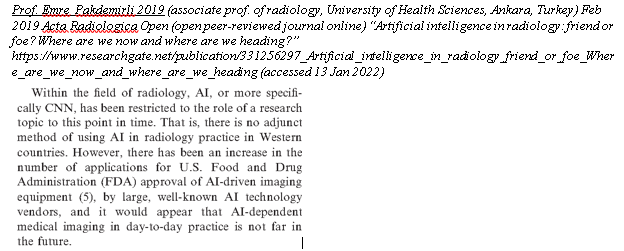 Prof. Emre Pakdemirli 2019 (associate prof. of radiology, University of Health Sciences, Ankara, Turkey) Feb
2019 Acta Radiologica Open (open peer-reviewed journal online) "Artificial intelligence in radiology: friend or
foe? Where are we now and where are we heading?"
https://www.researchgate.net/publication/331256297_Artificial_intelligence_in_radiology_friend_or_foe_Wher
e_are_we_now_and_where_are_we_heading (accessed 13 Jan 2022)
Within the field of radiology, AI, or more specifi-
cally CNN, has been restricted to the role of a research
topic to this point in time. That is, there is no adjunct
method of using AI in radiology practice in Western
countries. However, there has been an increase in the
number of applications for U.S. Food and Drug
Administration (FDA) approval of AI-driven imaging
equipment (5), by large, well-known AI technology
vendors, and it would appear that AI-dependent
medical imaging in day-to-day practice is not far in
the future.